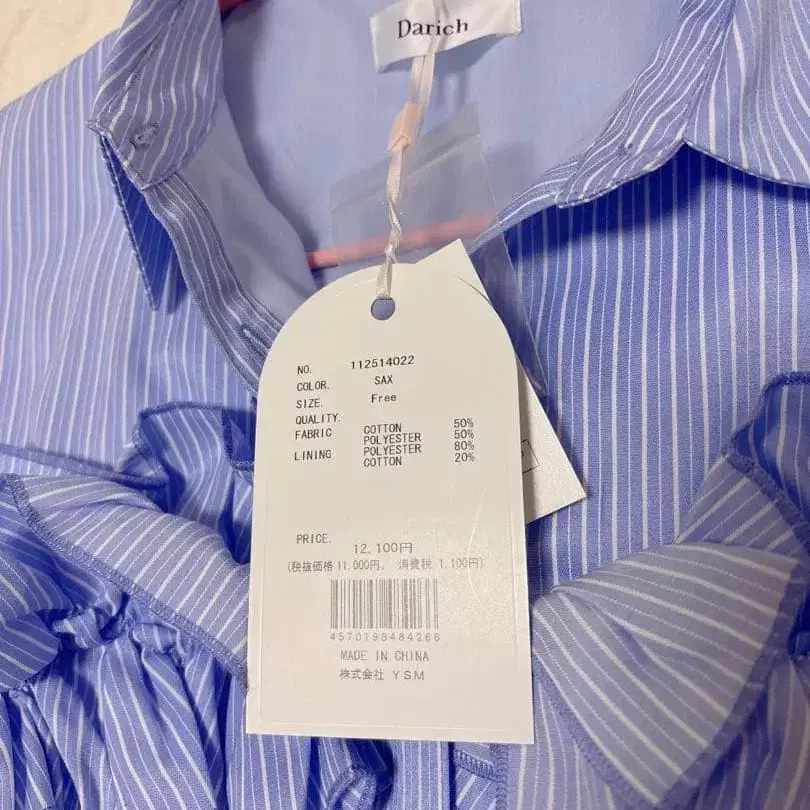 Darich
NO. 112514022
COLOR. SAX
SIZE. Free
QUALITY.
FABRIC COTTON 50%
POLYESTER 50%
LINING POLYESTER 80%
COTTON 20%
PRICE. 12,100円
(税抜価格 11,000円, 消費税 1,100円)
4570198484266
MADE IN CHINA
株式会社 YSM